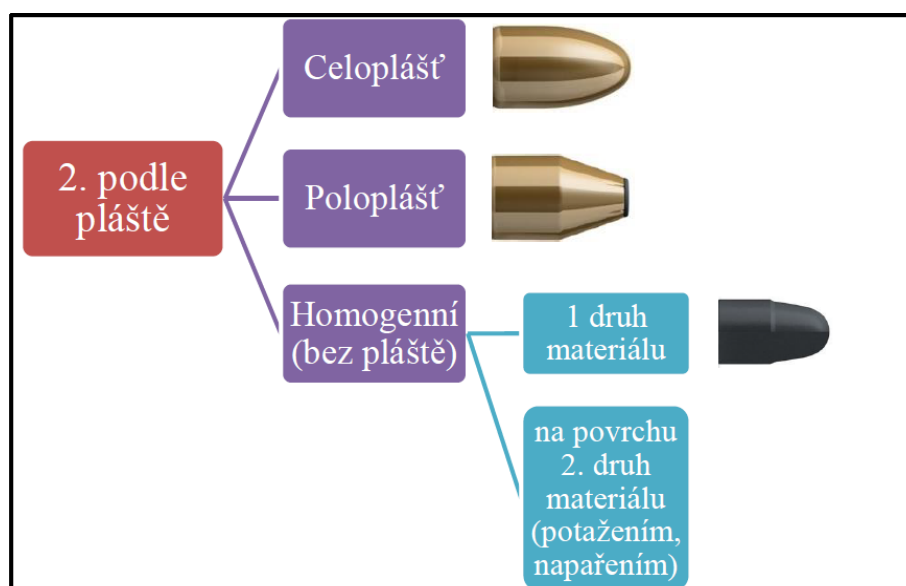 2. podle
pláště
Celoplášť
Poloplášť
Homogenní
(bez pláště)
1 druh
materiálu
na povrchu
2. druh
materiálu
(potažením,
napařením)